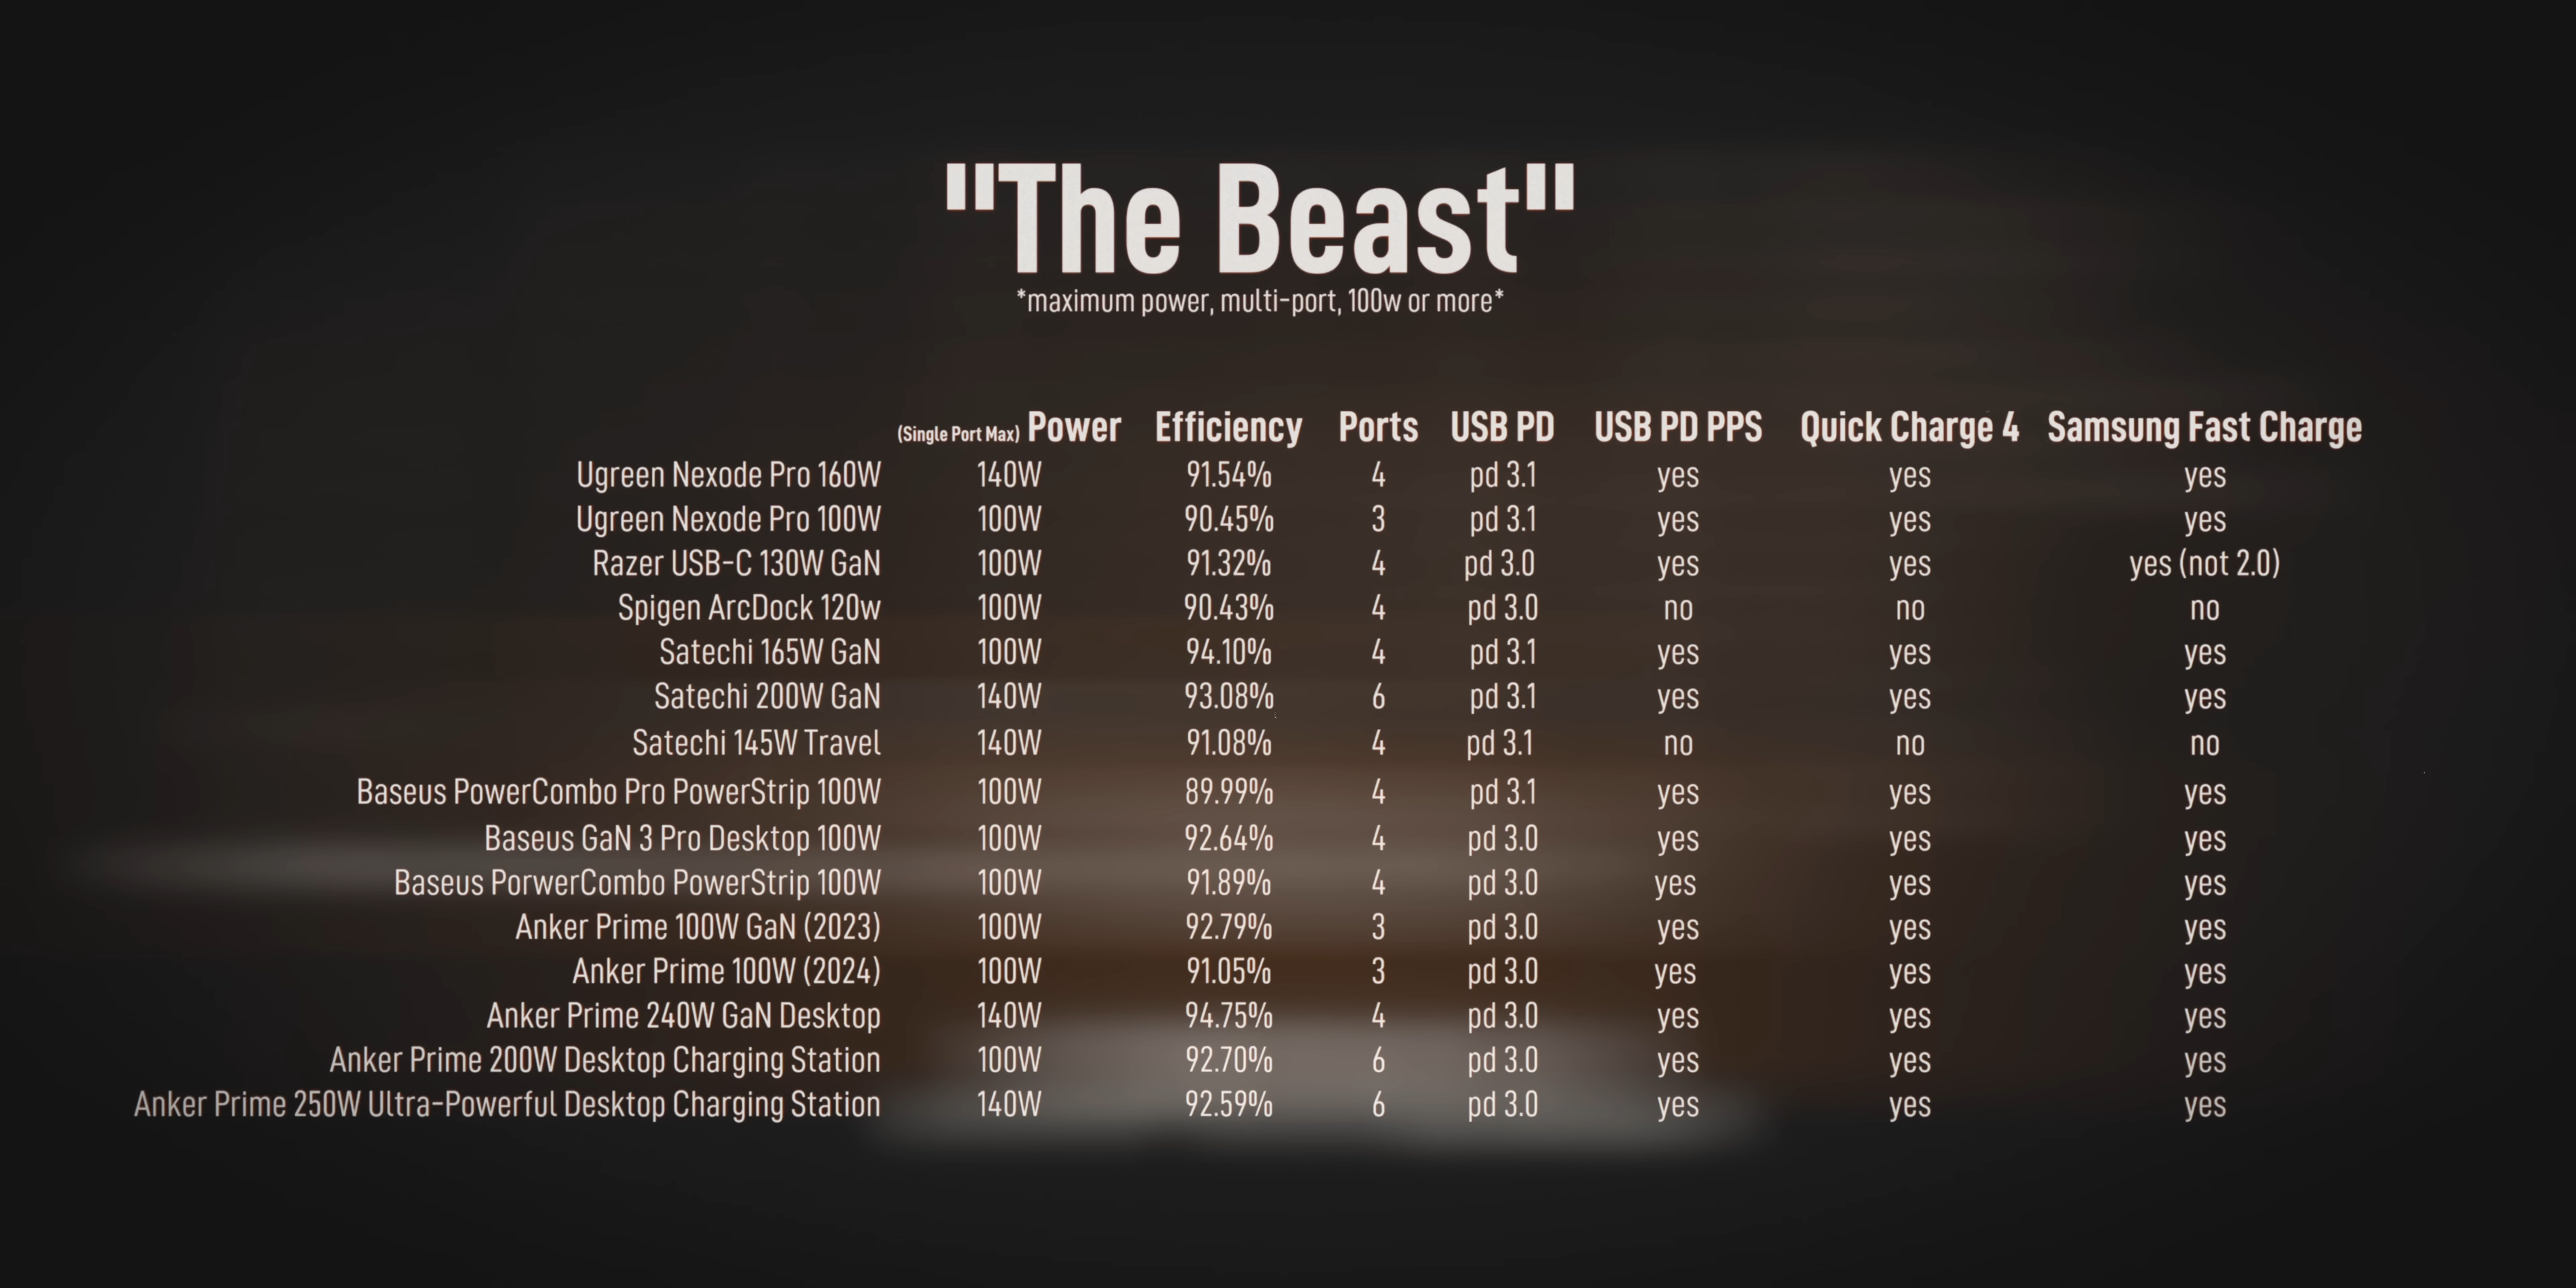 "The Beast"
*maximum power, multi-port, 100w or more*
(Single Port Max) Power Efficiency Ports USB PD USB PD PPS Quick Charge 4 Samsung Fast Charge
Ugreen Nexode Pro 160W 140W 91.54% 4 pd 3.1 yes yes yes
Ugreen Nexode Pro 100W 100W 90.45% 3 pd 3.1 yes yes yes
Razer USB-C 130W GaN 100W 91.32% 4 pd 3.0 yes yes yes (not 2.0)
Spigen ArcDock 120w 100W 90.43% 4 pd 3.0 no no no
Satechi 165W GaN 100W 94.10% 4 pd 3.1 yes yes yes
Satechi 200W GaN 140W 93.08% 6 pd 3.1 yes yes yes
Satechi 145W Travel 140W 91.08% 4 pd 3.1 no no no
Baseus PowerCombo Pro PowerStrip 100W 100W 89.99% 4 pd 3.1 yes yes yes
Baseus GaN 3 Pro Desktop 100W 100W 92.64% 4 pd 3.0 yes yes yes
Baseus PorwerCombo PowerStrip 100W 100W 91.89% 4 pd 3.0 yes yes yes
Anker Prime 100W GaN (2023) 100W 92.79% 3 pd 3.0 yes yes yes
Anker Prime 100W (2024) 100W 91.05% 3 pd 3.0 yes yes yes
Anker Prime 240W GaN Desktop 140W 94.75% 4 pd 3.0 yes yes yes
Anker Prime 200W Desktop Charging Station 100W 92.70% 6 pd 3.0 yes yes yes
Anker Prime 250W Ultra-Powerful Desktop Charging Station 140W 92.59% 6 pd 3.0 yes yes yes